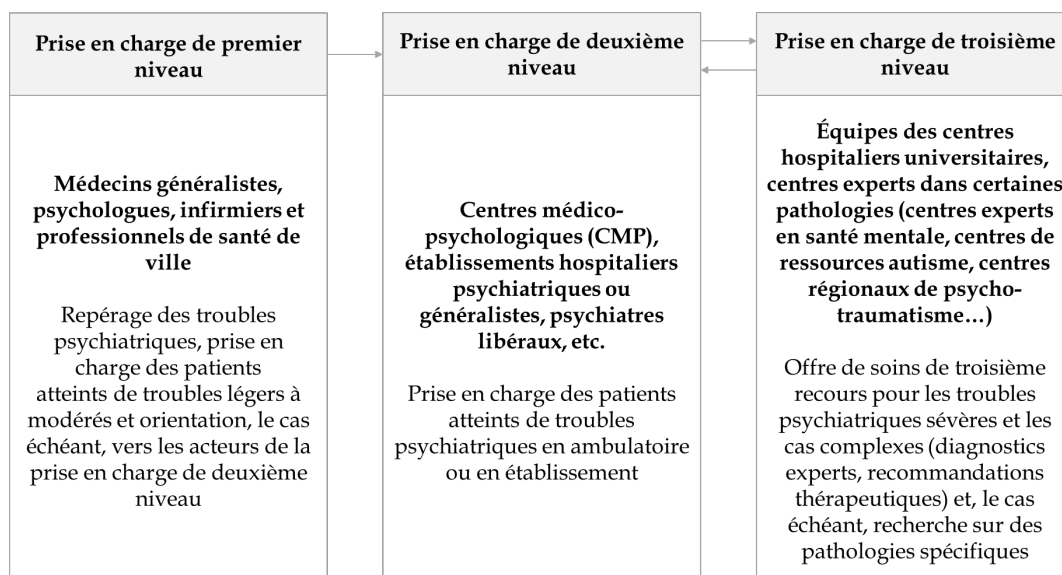 Prise en charge de premier
niveau
Médecins généralistes,
psychologues, infirmiers et
professionnels de santé de
ville
Repérage des troubles
psychiatriques, prise en
charge des patients
atteints de troubles légers à
modérés et orientation, le cas
échéant, vers les acteurs de la
prise en charge de deuxième
niveau
Prise en charge de deuxième
niveau
Centres médico-
psychologiques (CMP),
établissements hospitaliers
psychiatriques ou
généralistes, psychiatres
libéraux, etc.
Prise en charge des patients
atteints de troubles
psychiatriques en ambulatoire
ou en établissement
Prise en charge de troisième
niveau
Équipes des centres
hospitaliers universitaires,
centres experts dans certaines
pathologies (centres experts
en santé mentale, centres de
ressources autisme, centres
régionaux de psycho-
traumatisme…)
Offre de soins de troisième
recours pour les troubles
psychiatriques sévères et les
cas complexes (diagnostics
experts, recommandations
thérapeutiques) et, le cas
échéant, recherche sur des
pathologies spécifiques